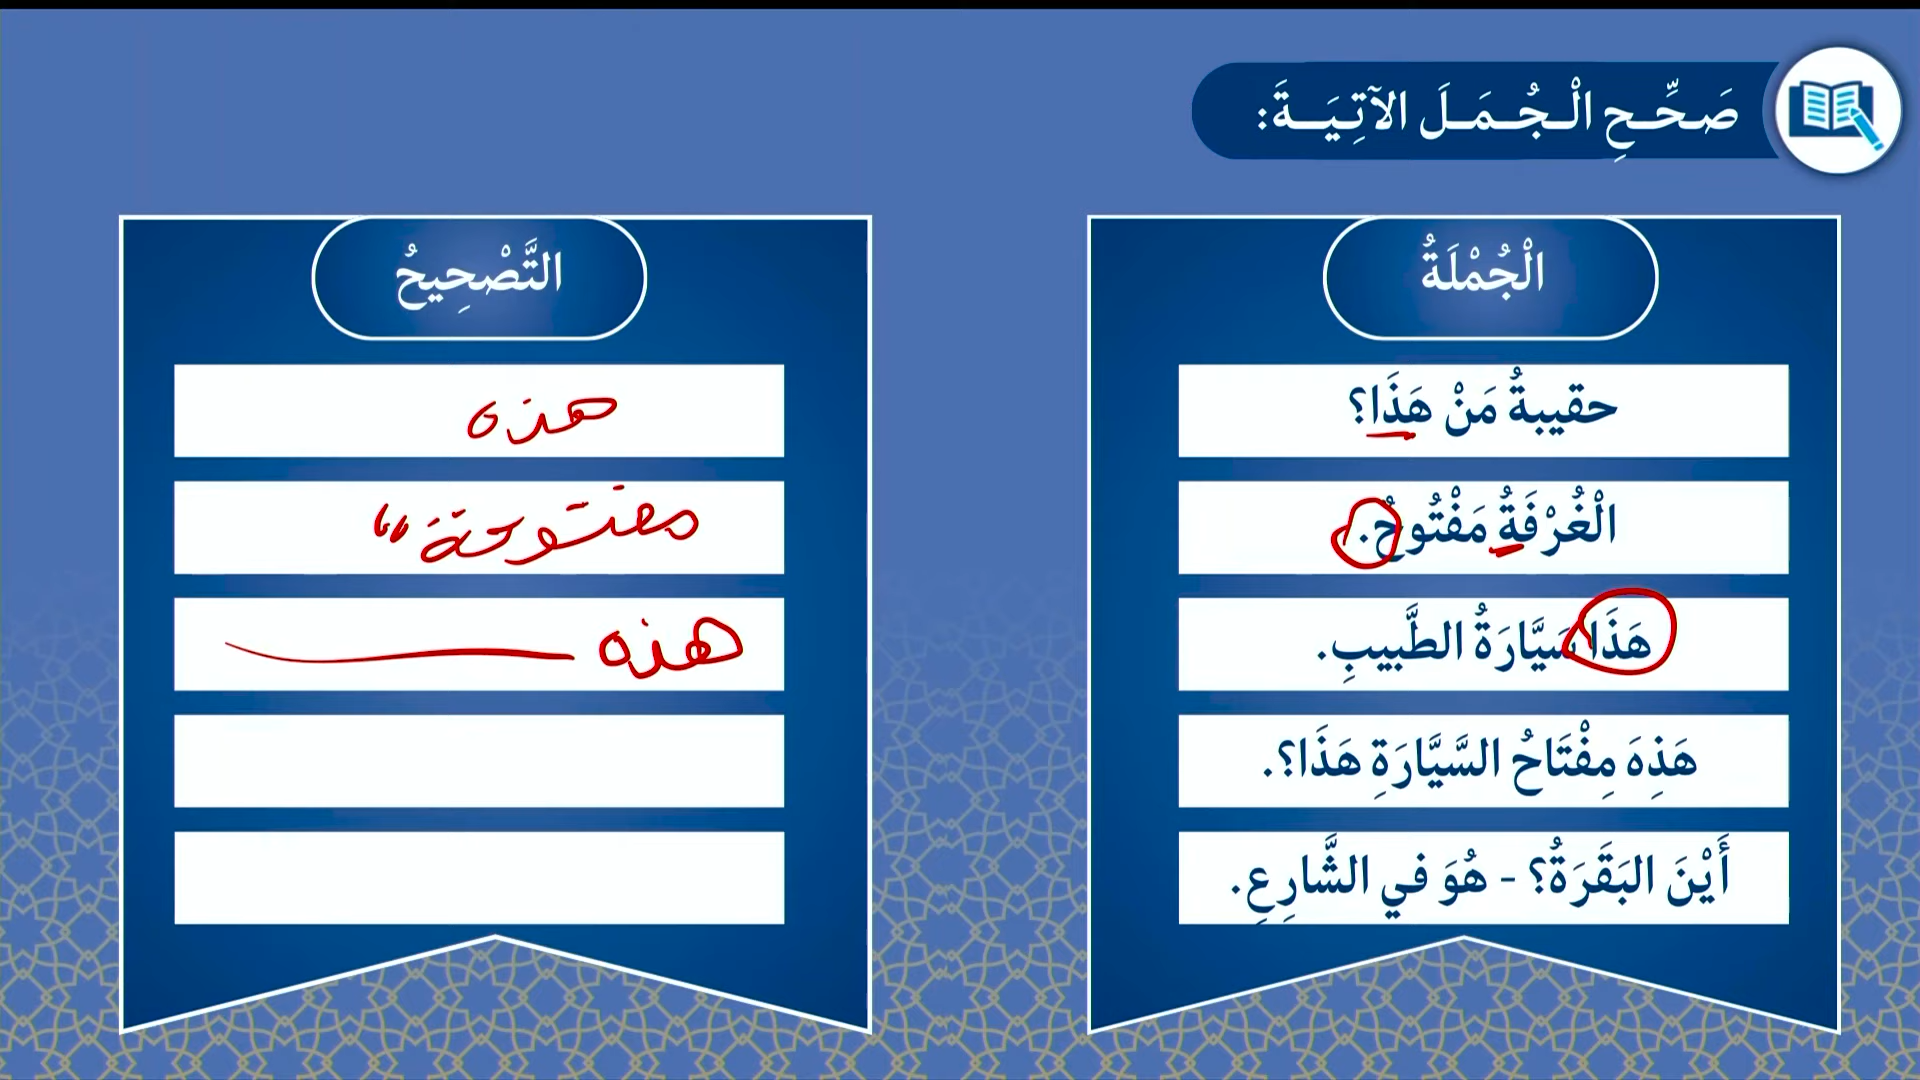 صَحِّحِ الْجُمَلَ الآتِيَةَ:
الْجُمْلَةُ
حقيبةُ مَنْ هَذَا؟
الْغُرْفَةُ مَفْتُوحُ.
هَذَا سَيَّارَةُ الطَّبِيبِ.
هَذِهَ مِفْتَاحُ السَّيَّارَةِ هَذَا؟.
أَيْنَ البَقَرَةُ؟ - هُوَ في الشَّارِعِ.
التَّصْحِيحُ
هذه
مفتوحة
هذه